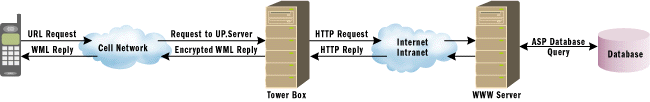 URL Request
WML Reply
Cell Network
Request to UP.Server
Encrypted WML Reply
Tower Box
HTTP Request
HTTP Reply
Internet
Intranet
WWW Server
ASP Database
Query
Database